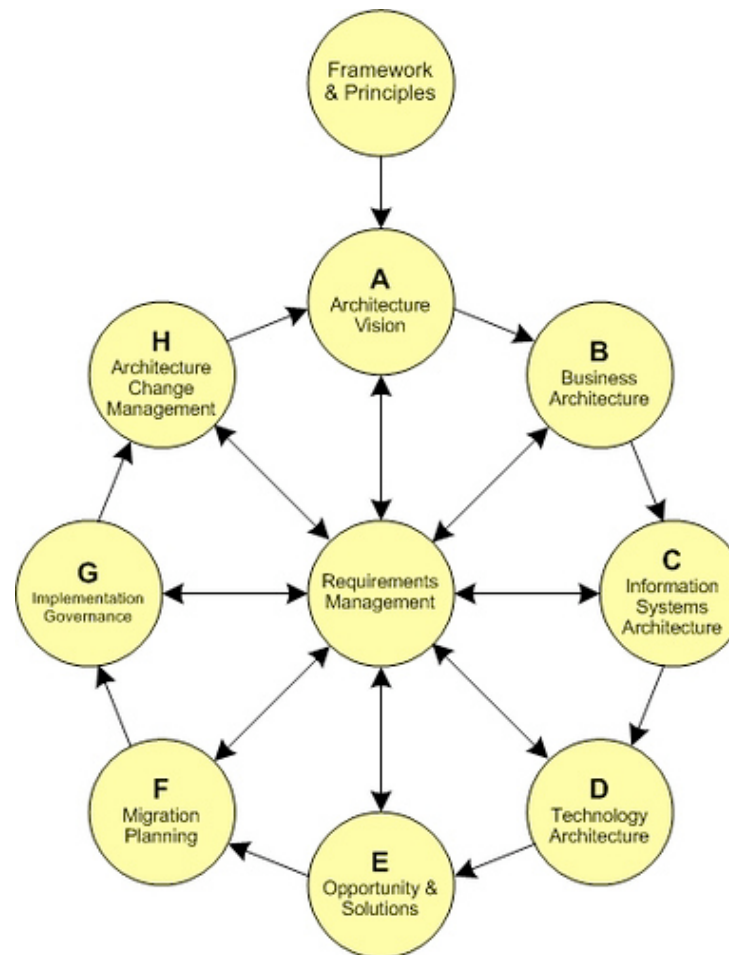 Framework
& Principles
A
Architecture
Vision
B
Business
Architecture
C
Information
Systems
Architecture
D
Technology
Architecture
E
Opportunity &
Solutions
F
Migration
Planning
G
Implementation
Governance
H
Architecture
Change
Management
Requirements
Management